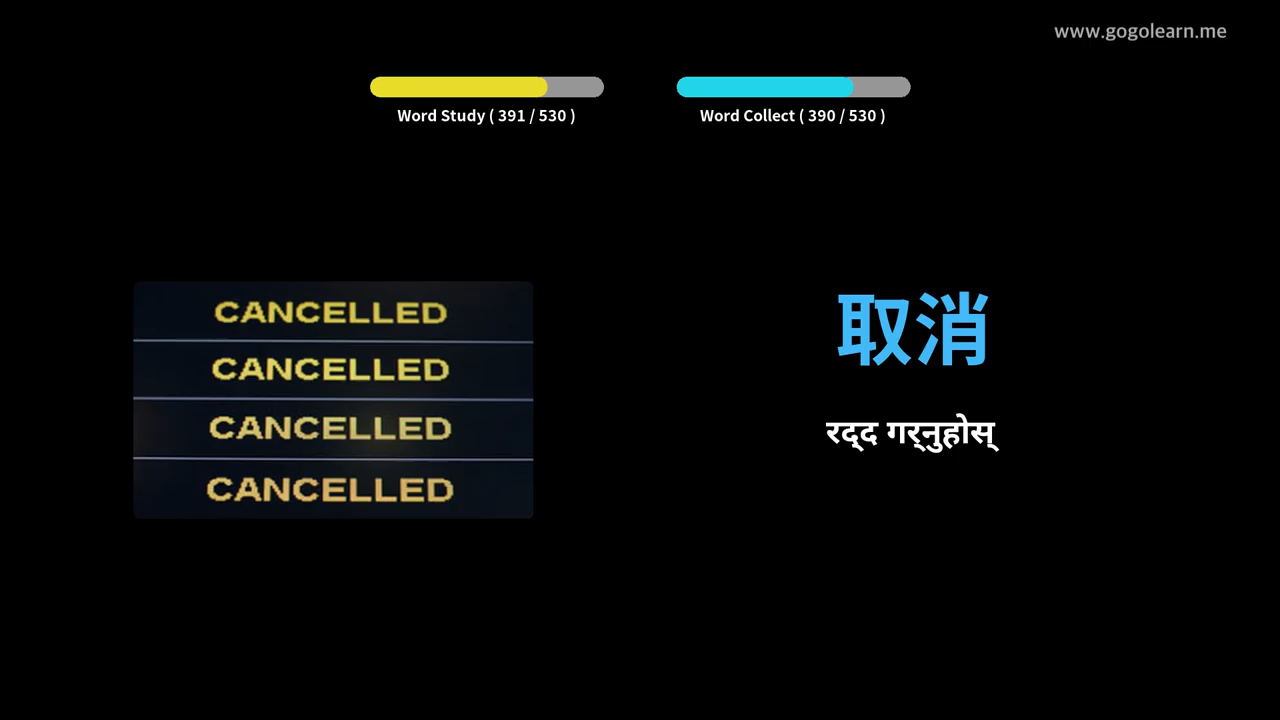 www.gogolearn.me
Word Study ( 391 / 530 )
Word Collect ( 390 / 530 )
CANCELLED
CANCELLED
CANCELLED
CANCELLED
取消
रद्द गर्नुहोस्